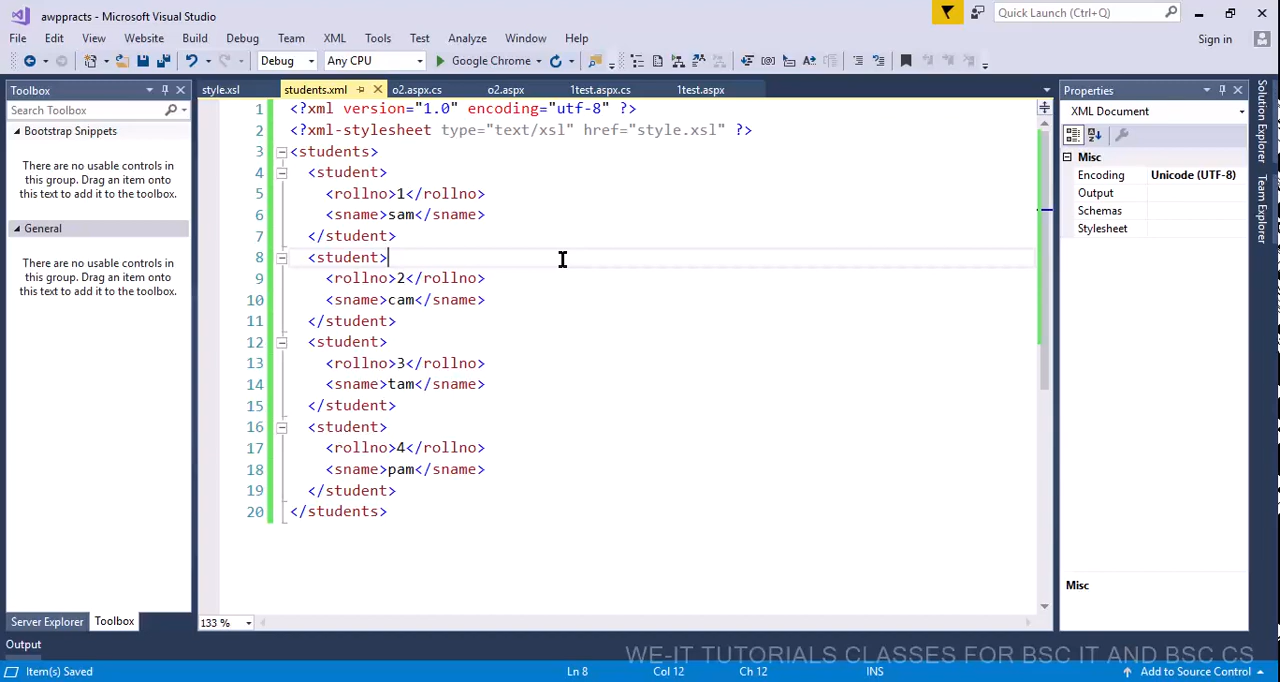 awppracts - Microsoft Visual Studio
Quick Launch (Ctrl+Q)
File Edit View Website Build Debug Team XML Tools Test Analyze Window Help
Sign in
Debug Any CPU Google Chrome
Toolbox
Search Toolbox
Bootstrap Snippets
There are no usable controls in
this group. Drag an item onto
this text to add it to the toolbox.
General
There are no usable controls in
this group. Drag an item onto
this text to add it to the toolbox.
Server Explorer Toolbox
style.xsl students.xml o2.aspx.cs o2.aspx 1test.aspx.cs 1test.aspx
1 <?xml version="1.0" encoding="utf-8" ?>
2 <?xml-stylesheet type="text/xsl" href="style.xsl" ?>
3 <students>
4 <student>
5 <rollno>1</rollno>
6 <sname>sam</sname>
7 </student>
8 <student>
9 <rollno>2</rollno>
10 <sname>cam</sname>
11 </student>
12 <student>
13 <rollno>3</rollno>
14 <sname>tam</sname>
15 </student>
16 <student>
17 <rollno>4</rollno>
18 <sname>pam</sname>
19 </student>
20 </students>
133 %
Properties
XML Document
Misc
Encoding Unicode (UTF-8)
Output
Schemas
Stylesheet
Misc
Solution Explorer
Team Explorer
Output
WE-IT TUTORIALS CLASSES FOR BSC IT AND BSC CS
Item(s) Saved Ln 8 Col 12 Ch 12 INS Add to Source Control